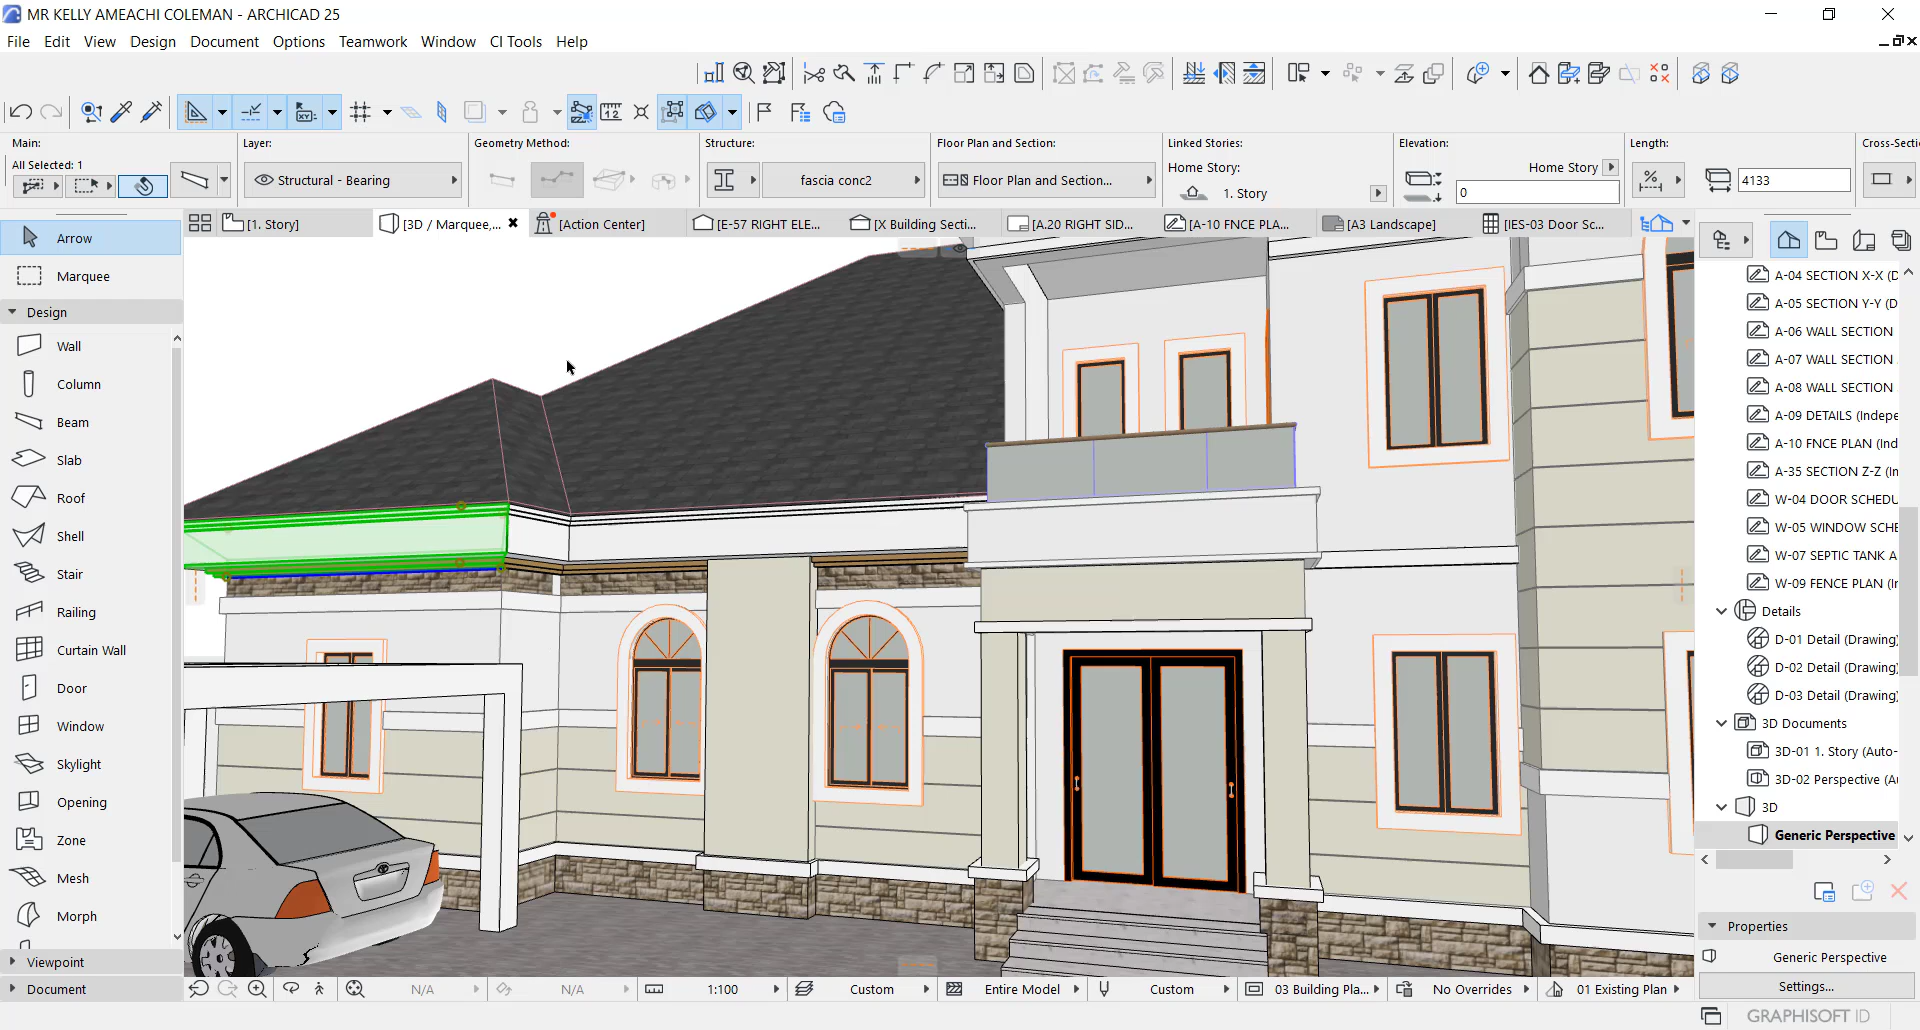 MR KELLY AMEACHI COLEMAN - ARCHICAD 25
File Edit View Design Document Options Teamwork Window CI Tools Help
Main: Layer: Geometry Method: Structure: Floor Plan and Section: Linked Stories: Elevation: Length: Cross-Secti
All Selected: 1
Home Story: Home Story
Structural - Bearing fascia conc2 Floor Plan and Section... 1. Story 0 4133
[1. Story] [3D / Marquee,... [Action Center] [E-57 RIGHT ELE... [X Building Secti... [A.20 RIGHT SID... [A-10 FNCE PLA... [A3 Landscape] [IES-03 Door Sc...
Arrow
Marquee
Design
Wall
Column
Beam
Slab
Roof
Shell
Stair
Railing
Curtain Wall
Door
Window
Skylight
Opening
Zone
Mesh
Morph
Viewpoint
Document
A-04 SECTION X-X (D
A-05 SECTION Y-Y (D
A-06 WALL SECTION
A-07 WALL SECTION
A-08 WALL SECTION
A-09 DETAILS (Indepe
A-10 FNCE PLAN (Ind
A-35 SECTION Z-Z (In
W-04 DOOR SCHEDU
W-05 WINDOW SCHE
W-07 SEPTIC TANK A
W-09 FENCE PLAN (Ir
Details
D-01 Detail (Drawing)
D-02 Detail (Drawing)
D-03 Detail (Drawing)
3D Documents
3D-01 1. Story (Auto-
3D-02 Perspective (Au
3D
Generic Perspective
Properties
Generic Perspective
Settings...
N/A N/A 1:100 Custom Entire Model Custom 03 Building Pla... No Overrides 01 Existing Plan
GRAPHISOFT ID